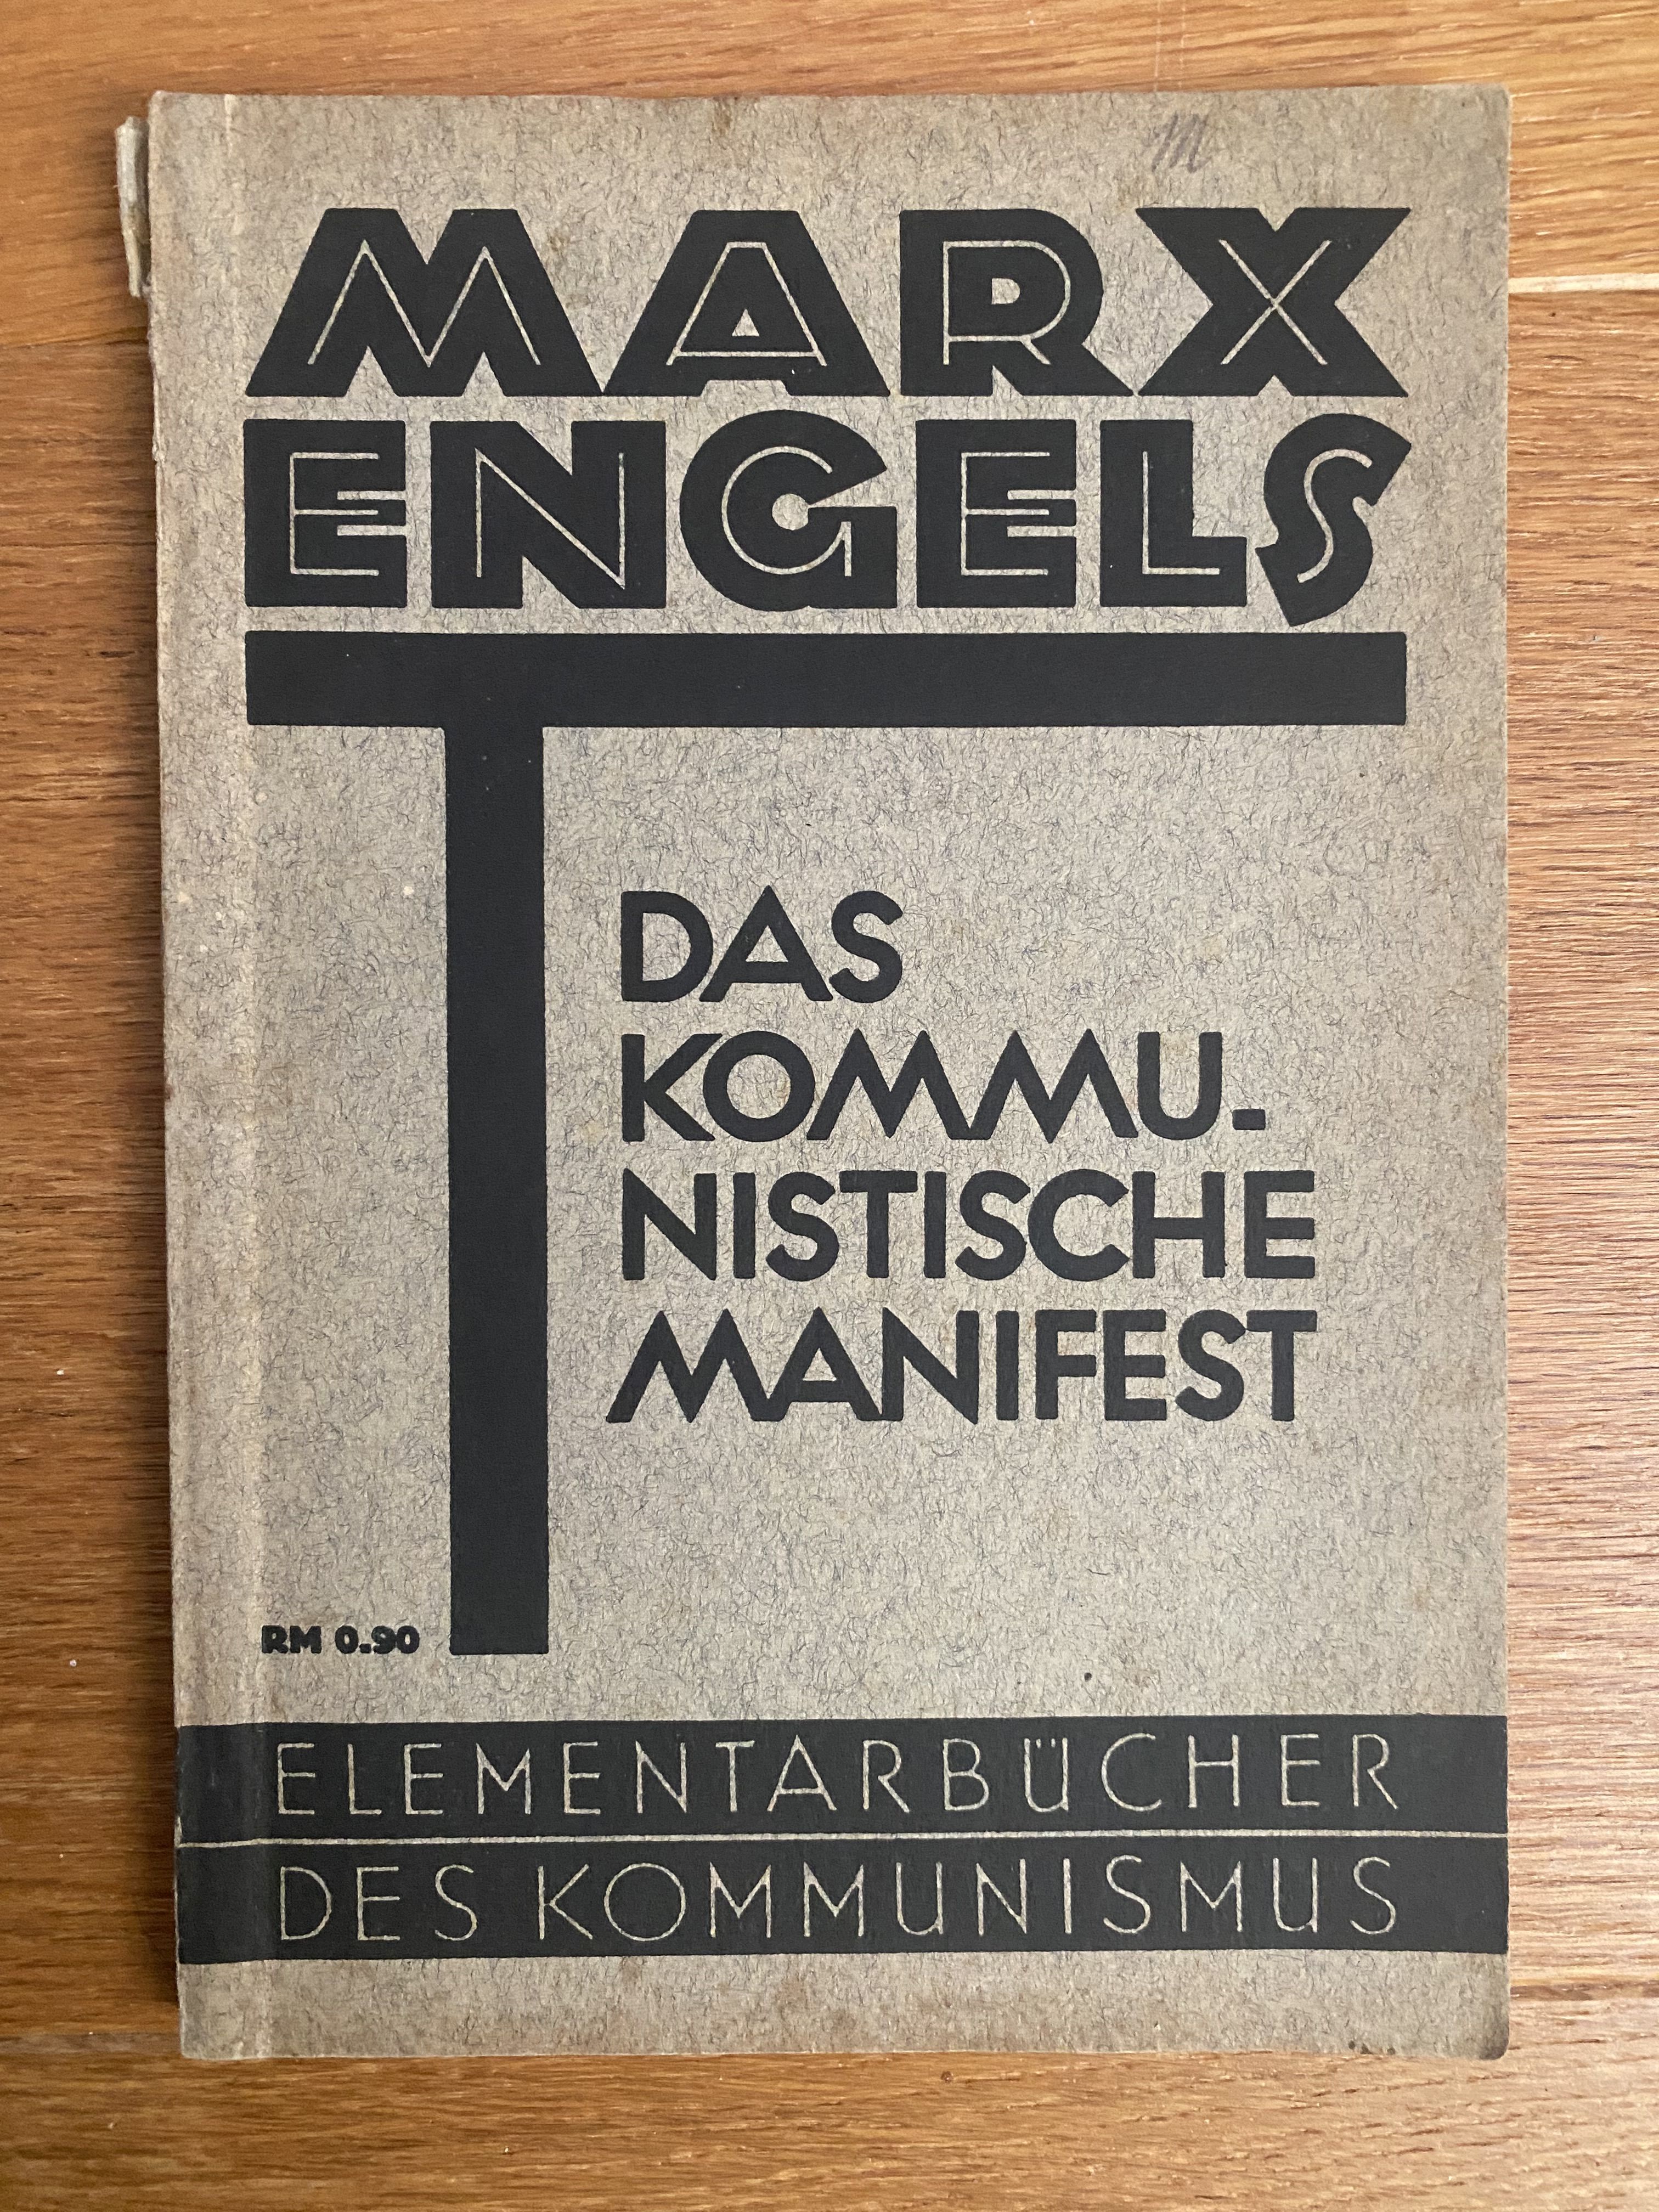 M
MARX
ENGELS
DAS
KOMMU-
NISTISCHE
MANIFEST
RM 0.90
ELEMENTARBÜCHER
DES KOMMUNISMUS